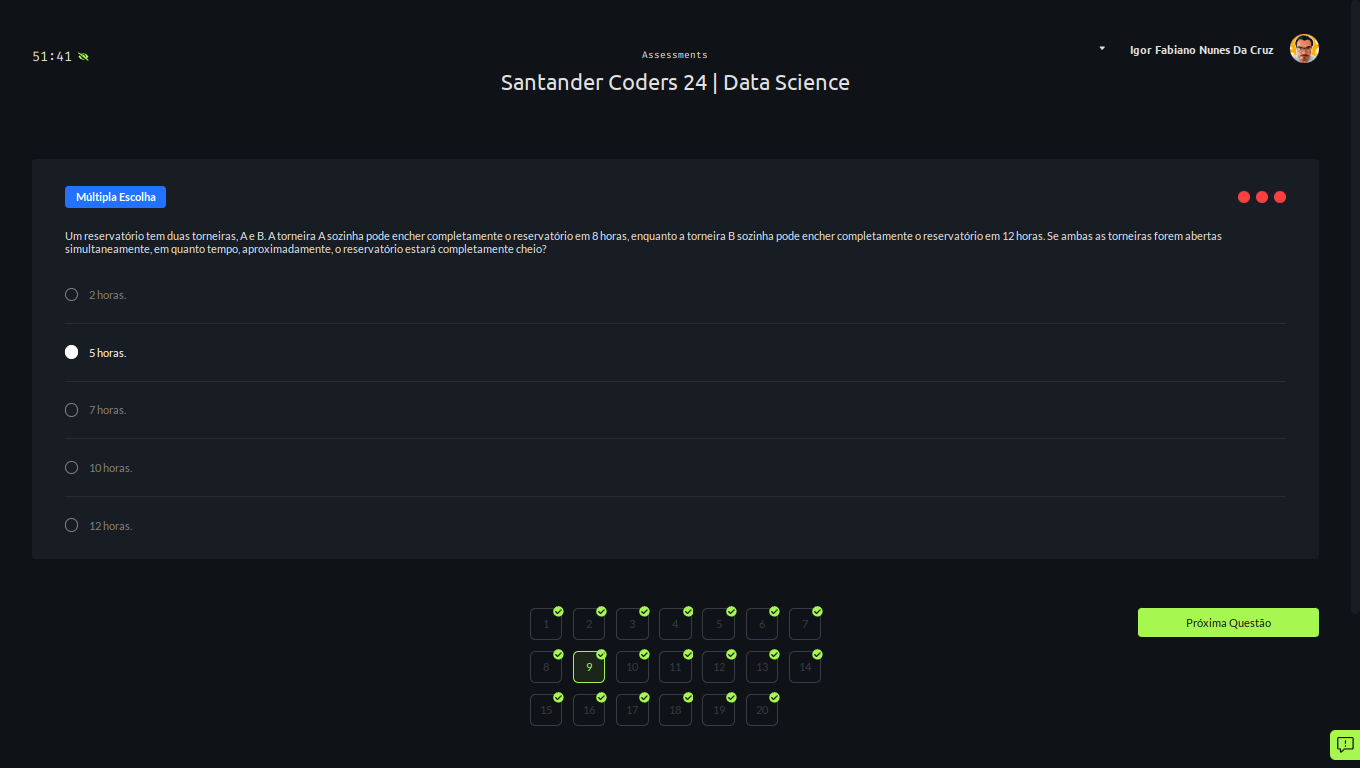 51:41
Assessments
Igor Fabiano Nunes Da Cruz
Santander Coders 24 | Data Science
Múltipla Escolha
Um reservatório tem duas torneiras, A e B. A torneira A sozinha pode encher completamente o reservatório em 8 horas, enquanto a torneira B sozinha pode encher completamente o reservatório em 12 horas. Se ambas as torneiras forem abertas
simultaneamente, em quanto tempo, aproximadamente, o reservatório estará completamente cheio?
2 horas.
5 horas.
7 horas.
10 horas.
12 horas.
1 2 3 4 5 6 7
Próxima Questão
8 9 10 11 12 13 14
15 16 17 18 19 20